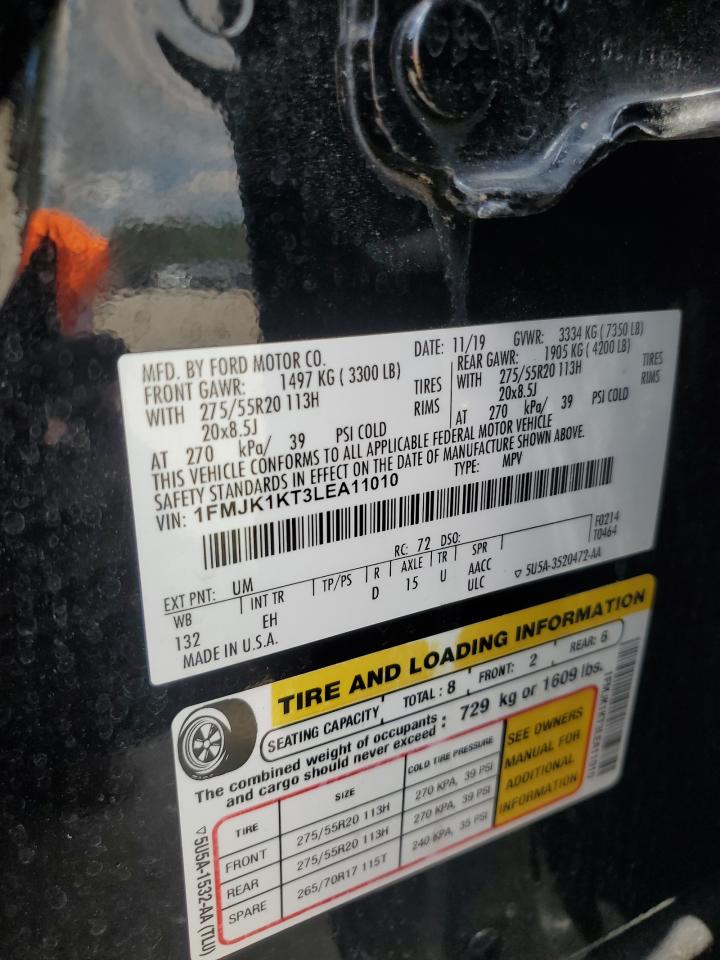 MFD. BY FORD MOTOR CO.
DATE: 11/19 GVWR: 3334 KG (7350 LB)
FRONT GAWR: 1497 KG (3300 LB)
REAR GAWR: 1905 KG (4200 LB)
WITH 275/55R20 113H TIRES
WITH 275/55R20 113H TIRES
20x8.5J RIMS
20x8.5J RIMS
AT 270 kPa/ 39 PSI COLD
AT 270 kPa/ 39 PSI COLD
THIS VEHICLE CONFORMS TO ALL APPLICABLE FEDERAL MOTOR VEHICLE
SAFETY STANDARDS IN EFFECT ON THE DATE OF MANUFACTURE SHOWN ABOVE.
VIN: 1FMJK1KT3LEA11010 TYPE: MPV
F0214
T0464
EXT PNT: UM RC: 72 DSO:
WB INT TR TP/PS R AXLE TR SPR
132 EH D 15 U AACC
ULC
▽ 5U5A-3520472-AA
MADE IN U.S.A.
TIRE AND LOADING INFORMATION
SEATING CAPACITY TOTAL : 8 FRONT: 2 REAR: 6
The combined weight of occupants
and cargo should never exceed : 729 kg or 1609 lbs.
TIRE SIZE COLD TIRE PRESSURE
FRONT 275/55R20 113H 270 KPA, 39 PSI
REAR 275/55R20 113H 270 KPA, 39 PSI
SPARE 265/70R17 115T 240 KPA, 35 PSI
SEE OWNERS
MANUAL FOR
ADDITIONAL
INFORMATION
1FMJK1KT3LEA11010
▽ 5U5A-1532-AA (TLU)